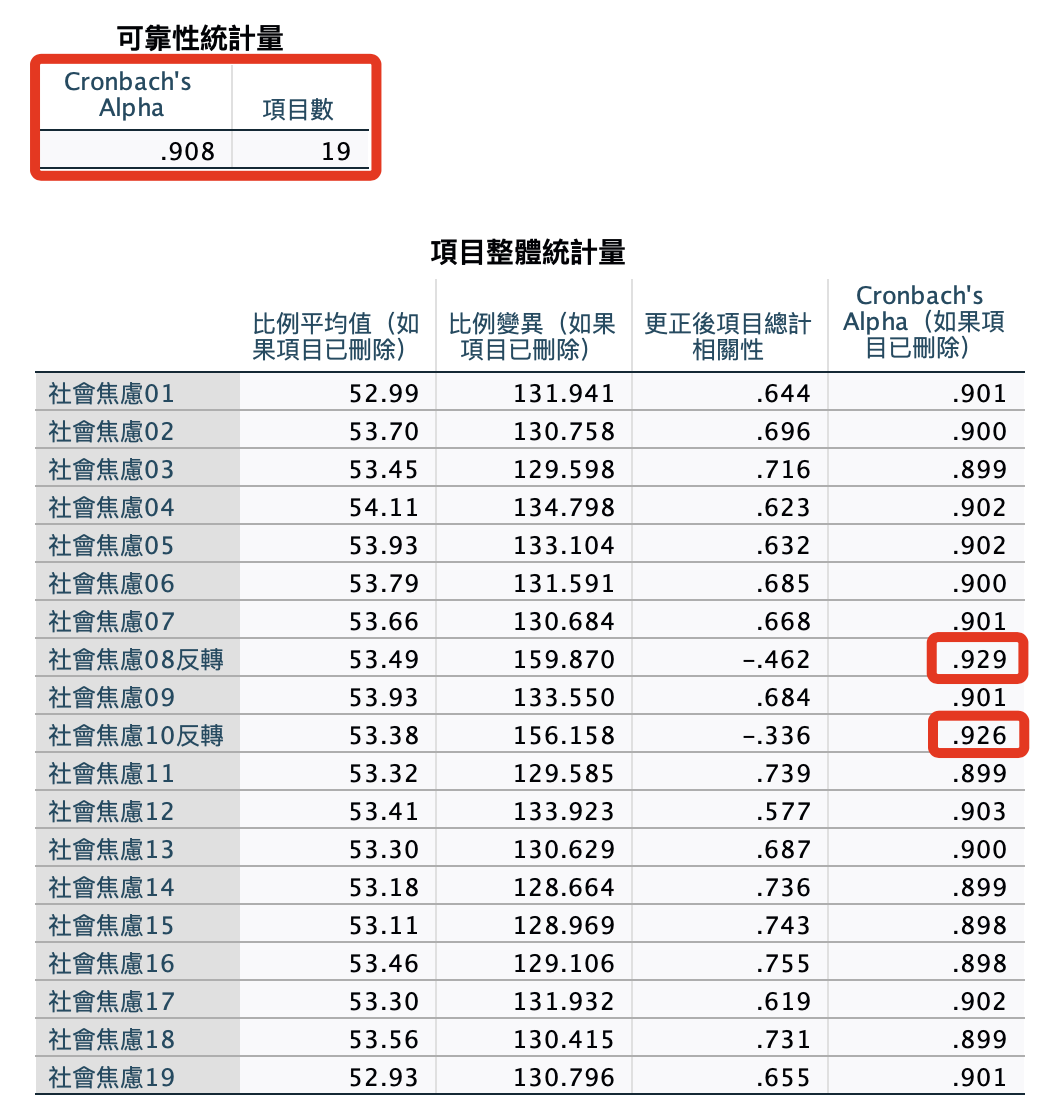 可靠性統計量
Cronbach's Alpha 項目數
.908 19
項目整體統計量
比例平均值（如果項目已刪除） 比例變異（如果項目已刪除） 更正後項目總計相關性 Cronbach's Alpha（如果項目已刪除）
社會焦慮01 52.99 131.941 .644 .901
社會焦慮02 53.70 130.758 .696 .900
社會焦慮03 53.45 129.598 .716 .899
社會焦慮04 54.11 134.798 .623 .902
社會焦慮05 53.93 133.104 .632 .902
社會焦慮06 53.79 131.591 .685 .900
社會焦慮07 53.66 130.684 .668 .901
社會焦慮08反轉 53.49 159.870 -.462 .929
社會焦慮09 53.93 133.550 .684 .901
社會焦慮10反轉 53.38 156.158 -.336 .926
社會焦慮11 53.32 129.585 .739 .899
社會焦慮12 53.41 133.923 .577 .903
社會焦慮13 53.30 130.629 .687 .900
社會焦慮14 53.18 128.664 .736 .899
社會焦慮15 53.11 128.969 .743 .898
社會焦慮16 53.46 129.106 .755 .898
社會焦慮17 53.30 131.932 .619 .902
社會焦慮18 53.56 130.415 .731 .899
社會焦慮19 52.93 130.796 .655 .901